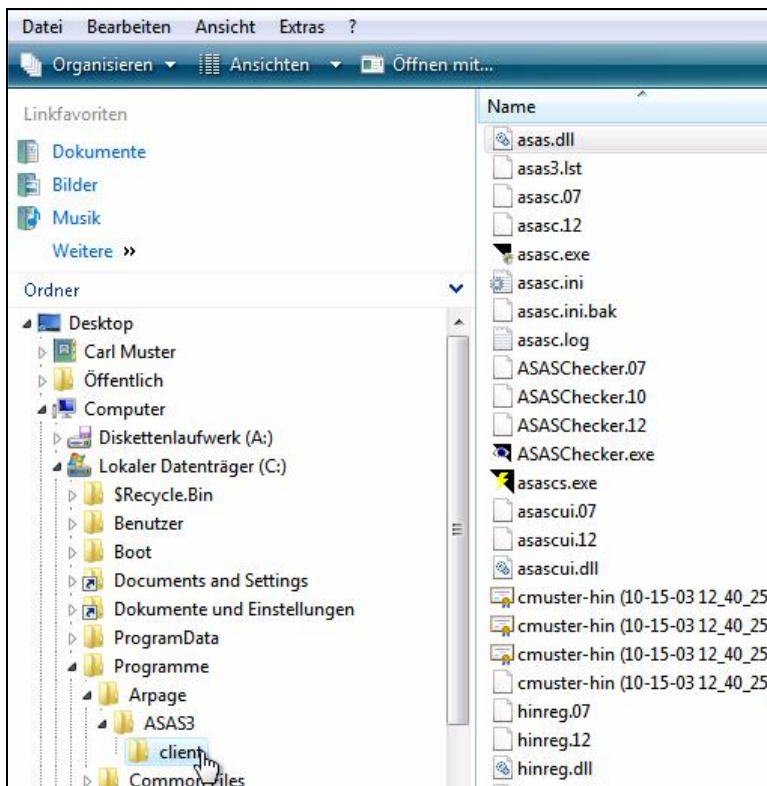 Datei Bearbeiten Ansicht Extras ?
Organisieren Ansichten Öffnen mit...
Linkfavoriten
Dokumente
Bilder
Musik
Weitere »
Ordner
Desktop
Carl Muster
Öffentlich
Computer
Diskettenlaufwerk (A:)
Lokaler Datenträger (C:)
$Recycle.Bin
Benutzer
Boot
Documents and Settings
Dokumente und Einstellungen
ProgramData
Programme
Arpage
ASAS3
client
Common Files
Name
asas.dll
asas3.lst
asasc.07
asasc.12
asasc.exe
asasc.ini
asasc.ini.bak
asasc.log
ASASChecker.07
ASASChecker.10
ASASChecker.12
ASASChecker.exe
asascs.exe
asascui.07
asascui.12
asascui.dll
cmuster-hin (10-15-03 12_40_25
cmuster-hin (10-15-03 12_40_25
cmuster-hin (10-15-03 12_40_25
cmuster-hin (10-15-03 12_40_25
hinreg.07
hinreg.12
hinreg.dll